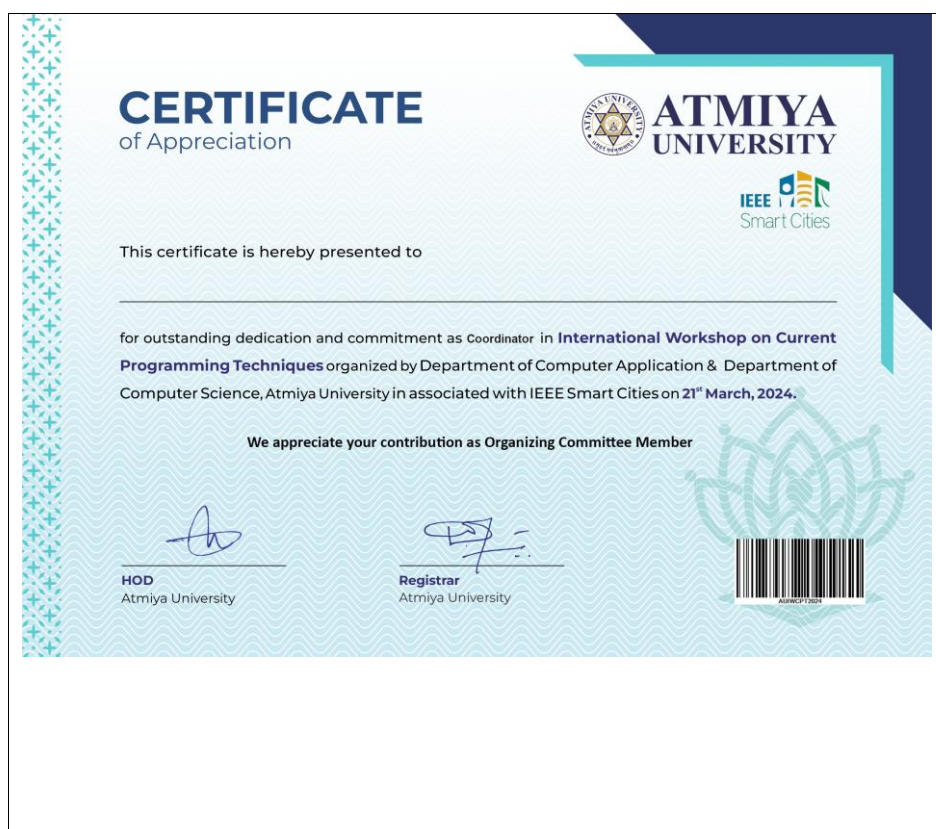 CERTIFICATE
of Appreciation
ATMIYA
UNIVERSITY
IEEE
Smart Cities
This certificate is hereby presented to
for outstanding dedication and commitment as Coordinator in International Workshop on Current
Programming Techniques organized by Department of Computer Application & Department of
Computer Science, Atmiya University in associated with IEEE Smart Cities on 21st March, 2024.
We appreciate your contribution as Organizing Committee Member
HOD
Atmiya University
Registrar
Atmiya University
AUIWCPT2024